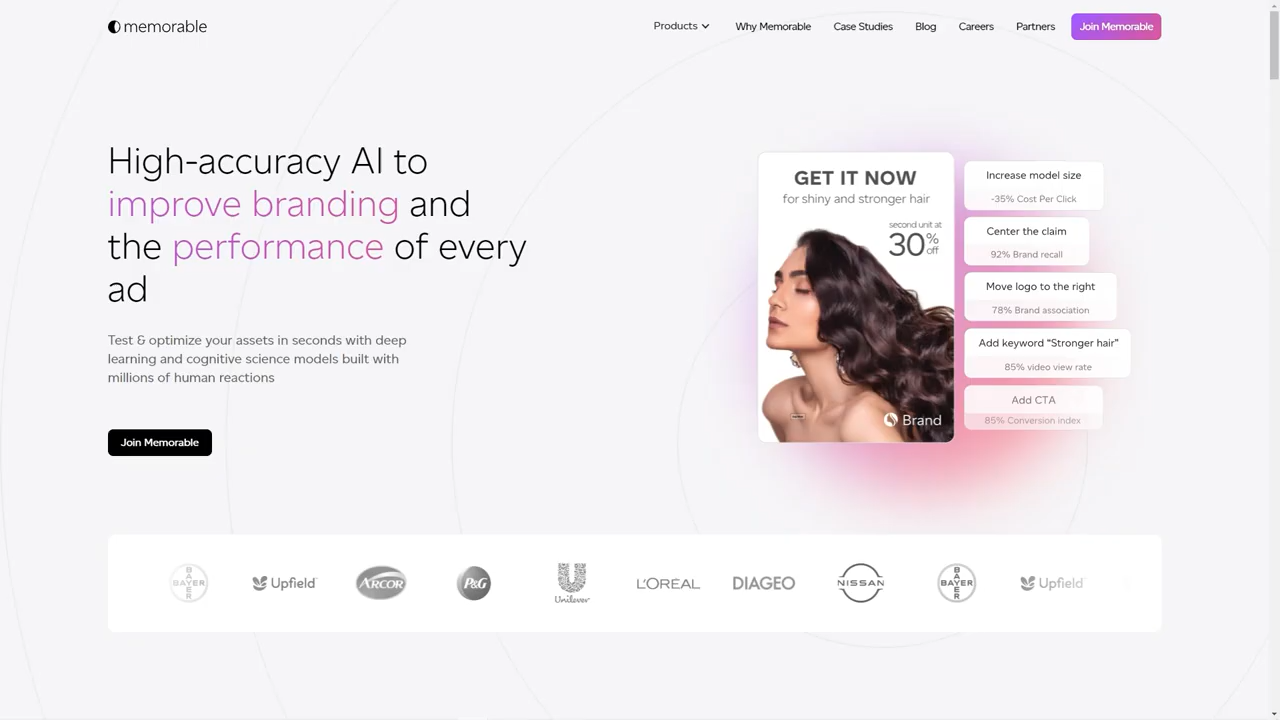 memorable
Products
Why Memorable
Case Studies
Blog
Careers
Partners
Join Memorable
High-accuracy AI to
improve branding and
the performance of every
ad
Test & optimize your assets in seconds with deep
learning and cognitive science models built with
millions of human reactions
Join Memorable
GET IT NOW
for shiny and stronger hair
second unit at
30% off
Brand
Increase model size
-35% Cost Per Click
Center the claim
92% Brand recall
Move logo to the right
78% Brand association
Add keyword “Stronger hair”
85% video view rate
Add CTA
85% Conversion index
BAYER BAYER
Upfield
ARCOR
P&G
Unilever
L'ORÉAL
DIAGEO
NISSAN
BAYER BAYER
Upfield